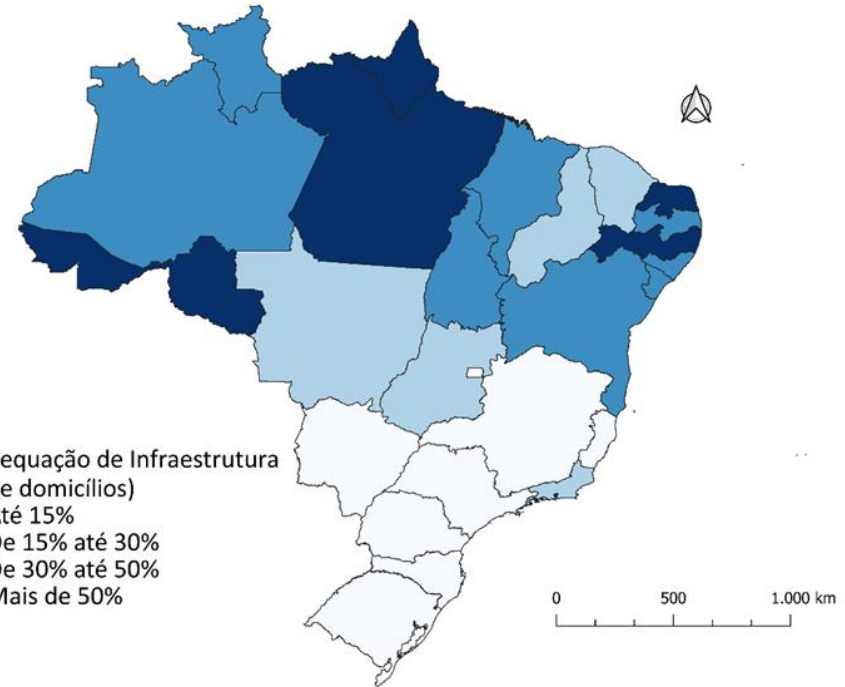 equação de Infraestrutura
e domicílios)
té 15%
e 15% até 30%
e 30% até 50%
Mais de 50%
0 500 1.000 km